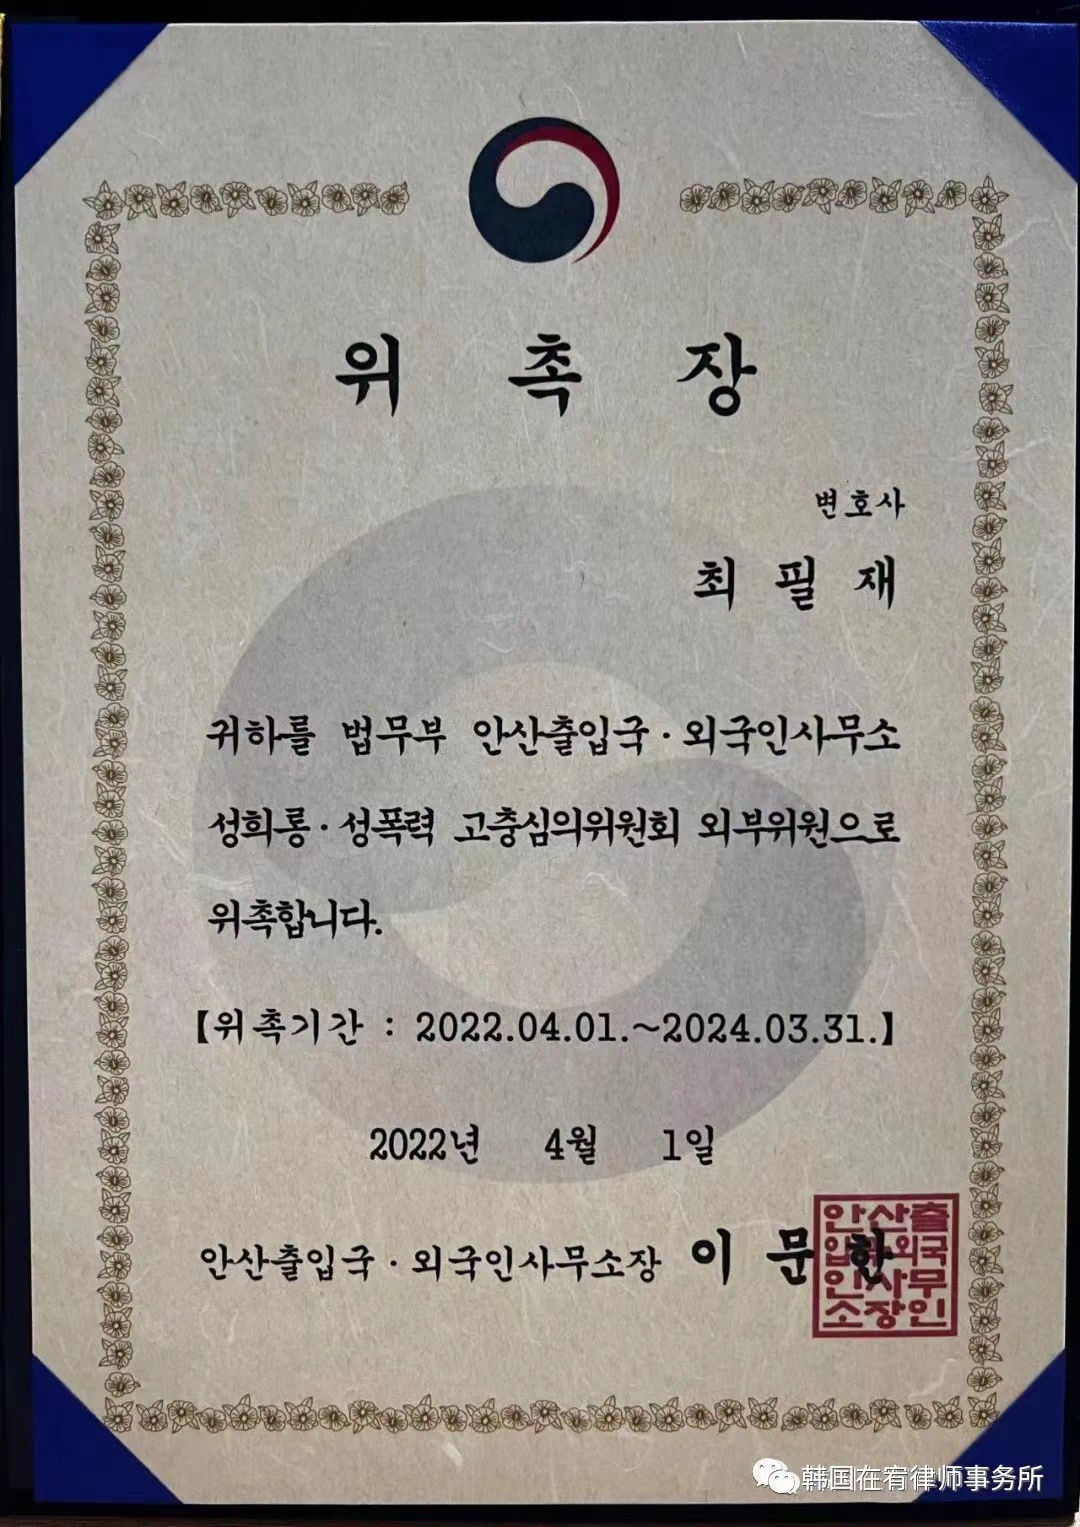 위 촉 장
변호사
최 필 재
귀하를 법무부 안산출입국·외국인사무소
성희롱·성폭력 고충심의위원회 외부위원으로
위촉합니다.
【위촉기간 : 2022.04.01.~2024.03.31.】
2022년 4월 1일
안산출입국·외국인사무소장 이 문 한
안산출
입국외국
인사무
소장인
韩国在宥律师事务所